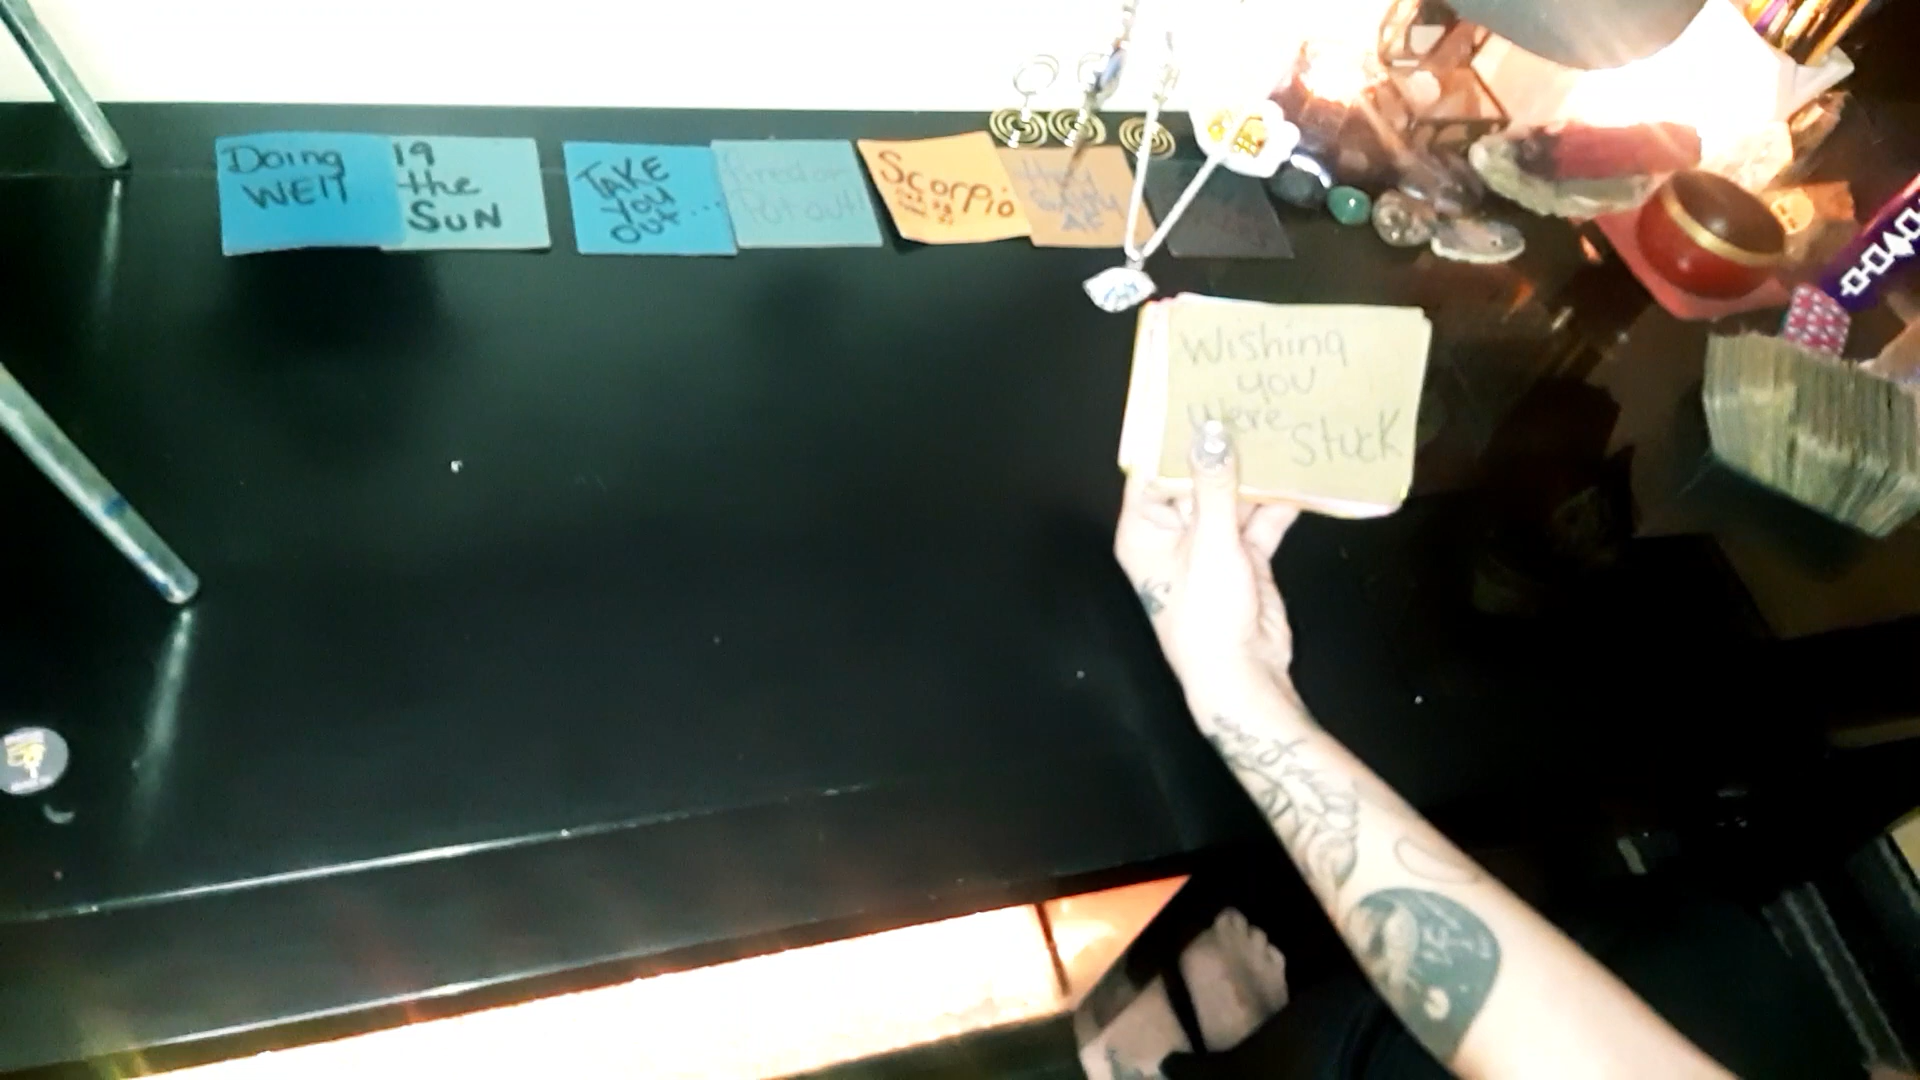 Doing
WELL
19
the
SUN
TAKE
YOU
OUT...
Fired or
Put out!
Scorpio
Wishing
you
were
Stuck